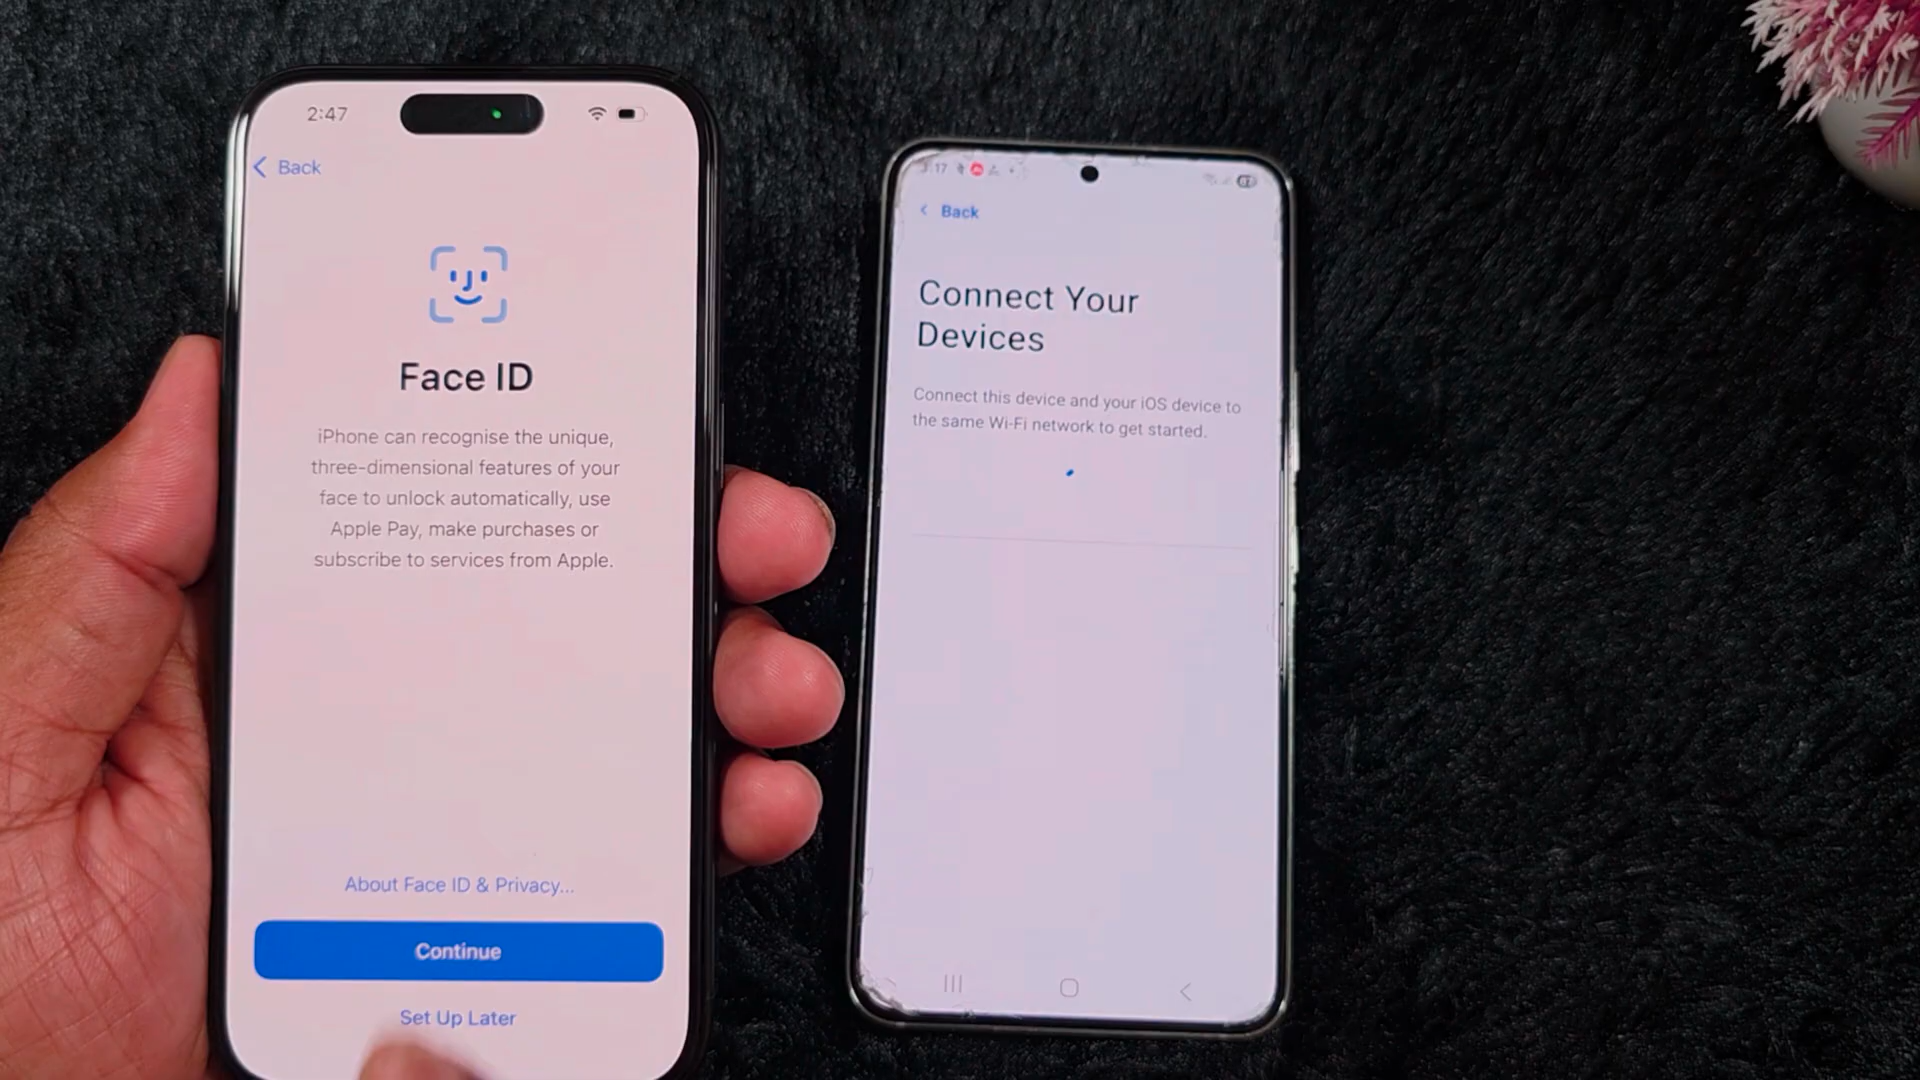 2:47
Back
Face ID
iPhone can recognise the unique,
three-dimensional features of your
face to unlock automatically, use
Apple Pay, make purchases or
subscribe to services from Apple.
About Face ID & Privacy...
Continue
Set Up Later
Back
Connect Your
Devices
Connect this device and your iOS device to
the same Wi-Fi network to get started.